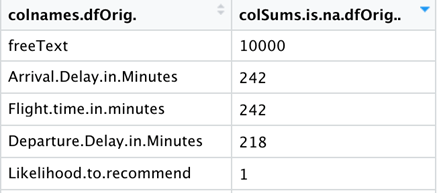 colnames.dfOrig. colSums.is.na.dfOrig..
freeText 10000
Arrival.Delay.in.Minutes 242
Flight.time.in.minutes 242
Departure.Delay.in.Minutes 218
Likelihood.to.recommend 1